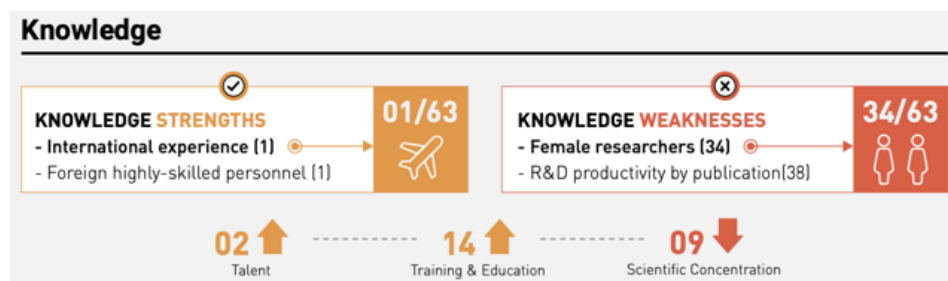 Knowledge
KNOWLEDGE STRENGTHS
- International experience (1)
- Foreign highly-skilled personnel (1)
01/63
KNOWLEDGE WEAKNESSES
- Female researchers (34)
- R&D productivity by publication(38)
34/63
02
Talent
14
Training & Education
09
Scientific Concentration